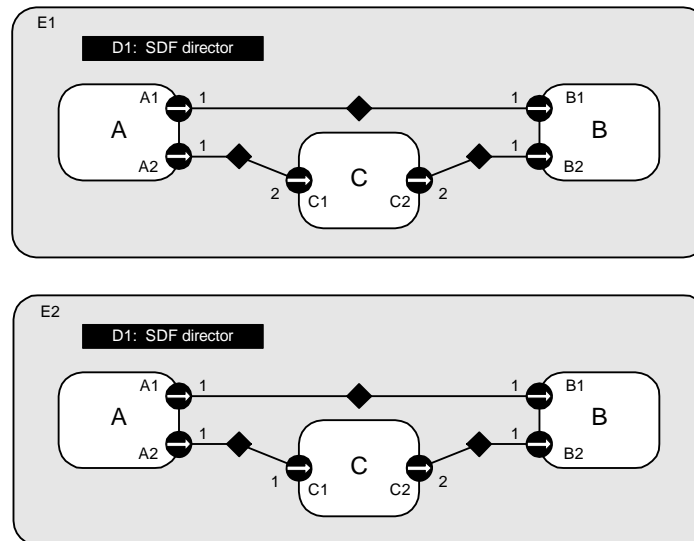 E1
D1: SDF director
A1 1 1 B1
A B
1 1
A2 C B2
2 C1 C2 2
E2
D1: SDF director
A1 1 1 B1
A B
1 1
A2 C B2
1 C1 C2 2